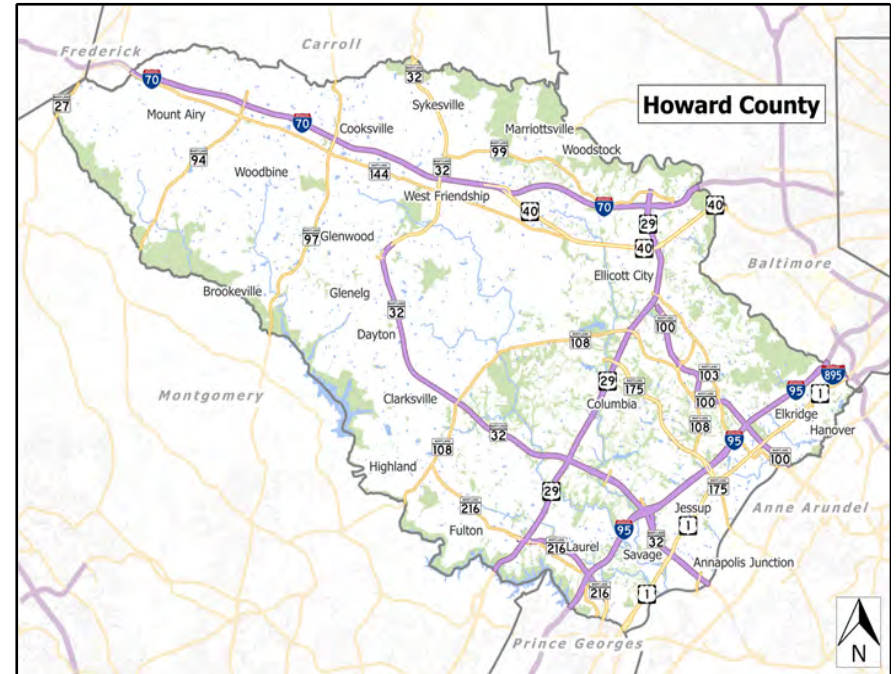 Frederick
Carroll
70
32
27
Howard County
Mount Airy
Sykesville
70
Cooksville
Marriottsville
99
Woodstock
94
144
32
Woodbine
West Friendship
70
40
40
29
97
Glenwood
40
Baltimore
Ellicott City
Brookeville
Glenelg
32
100
Dayton
108
103
895
Montgomery
29
175
95
1
Clarksville
Columbia
100
Elkridge
108
Hanover
108
32
95
100
Highland
175
29
Anne Arundel
216
Jessup
Fulton
95
1
216
Laurel
Savage
32
Annapolis Junction
216
1
Prince Georges
N